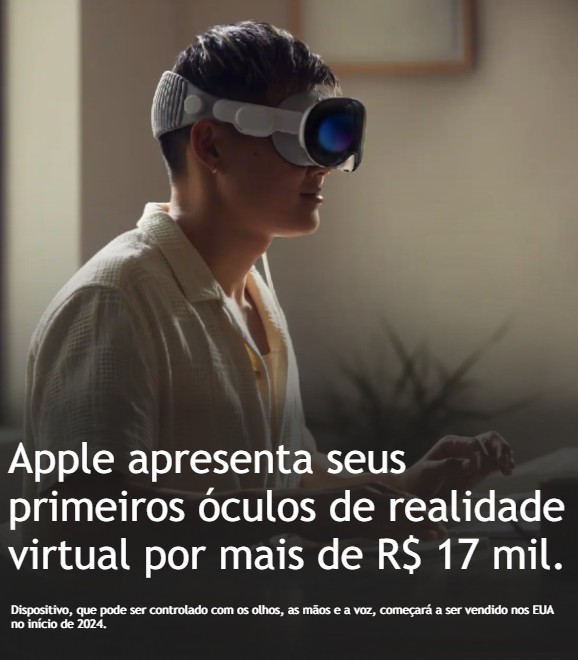 Apple apresenta seus
primeiros óculos de realidade
virtual por mais de R$ 17 mil.
Dispositivo, que pode ser controlado com os olhos, as mãos e a voz, começará a ser vendido nos EUA
no início de 2024.